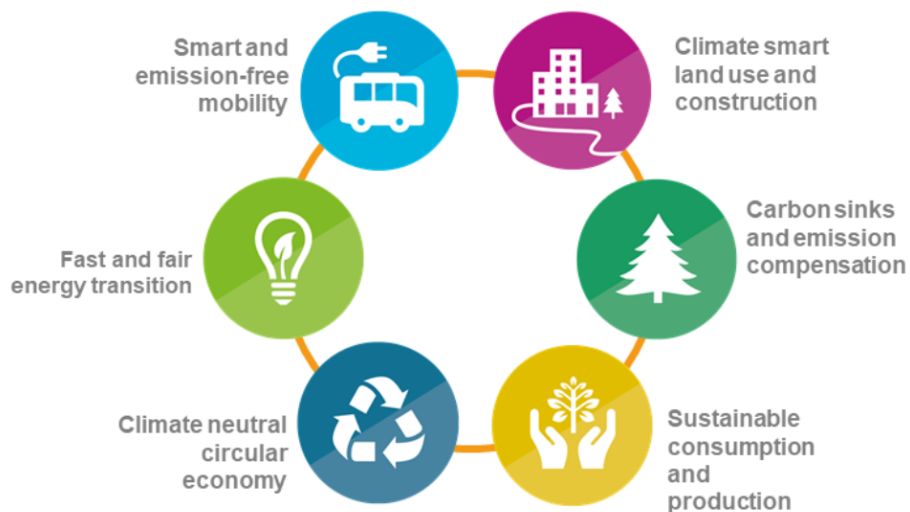 Smart and
emission-free
mobility
Climate smart
land use and
construction
Fast and fair
energy transition
Carbon sinks
and emission
compensation
Climate neutral
circular
economy
Sustainable
consumption
and
production